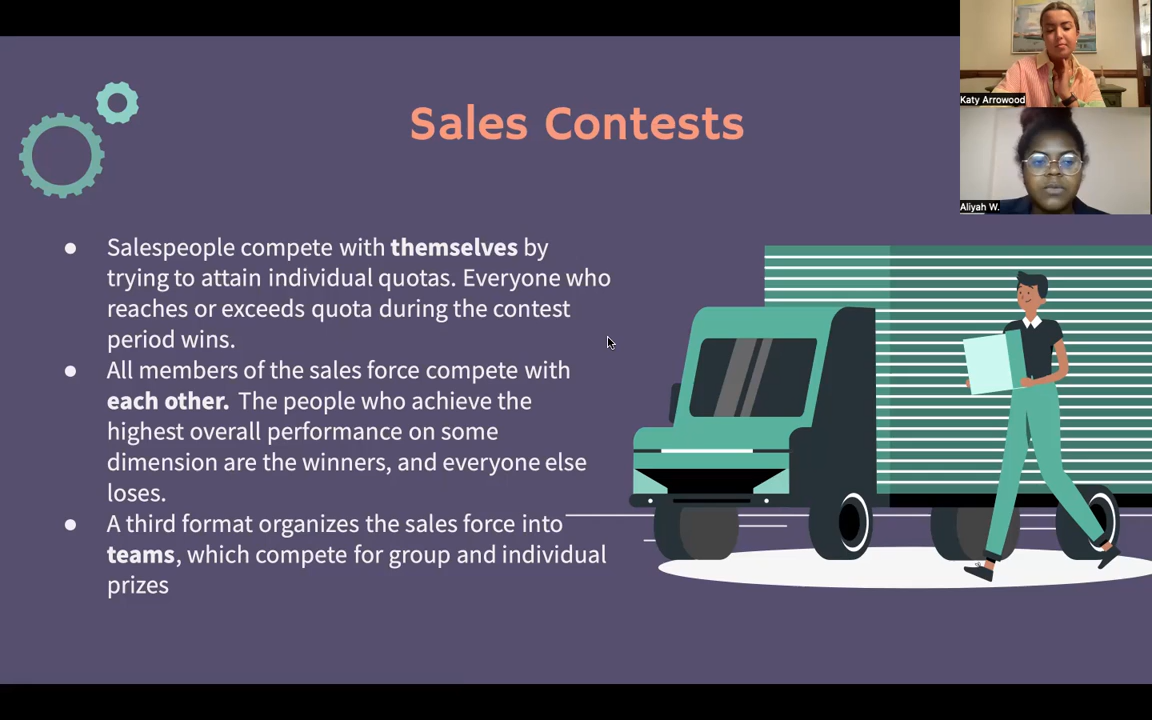 Sales Contests
Katy Arrowood
Aliyah W.
● Salespeople compete with themselves by
trying to attain individual quotas. Everyone who
reaches or exceeds quota during the contest
period wins.
● All members of the sales force compete with
each other. The people who achieve the
highest overall performance on some
dimension are the winners, and everyone else
loses.
● A third format organizes the sales force into
teams, which compete for group and individual
prizes